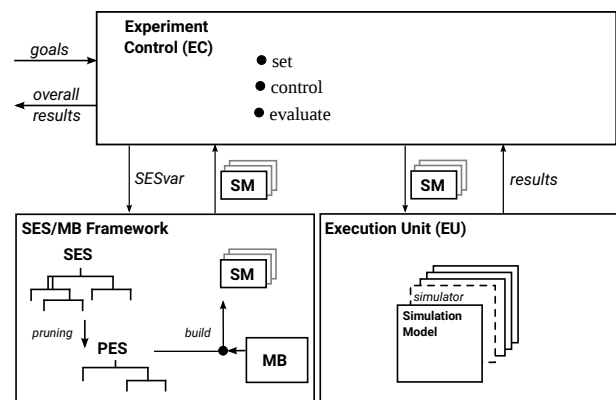 Experiment
Control (EC)
goals
overall
results
● set
● control
● evaluate
SESvar
SM
SM
results
SES/MB Framework
SES
SM
pruning
build
PES
MB
Execution Unit (EU)
simulator
Simulation
Model